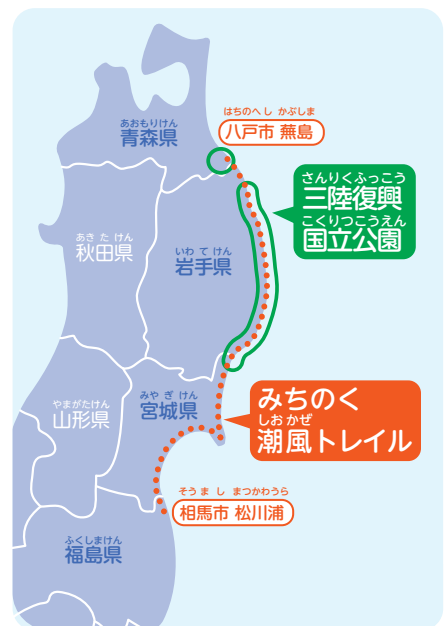 あおもりけん
青森県
はちのへし かぶしま
八戸市 蕪島
さんりくふっこう
三陸復興
こくりつこうえん
国立公園
あきたけん
秋田県
いわてけん
岩手県
みやぎけん
宮城県
やまがたけん
山形県
みちのく
しおかぜ
潮風トレイル
そうまし まつかわうら
相馬市 松川浦
ふくしまけん
福島県